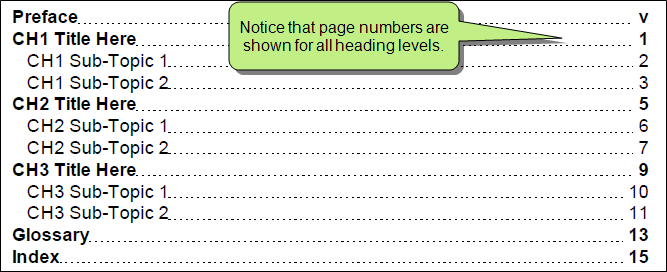 Preface v
Notice that page numbers are
shown for all heading levels.
CH1 Title Here 1
CH1 Sub-Topic 1 2
CH1 Sub-Topic 2 3
CH2 Title Here 5
CH2 Sub-Topic 1 6
CH2 Sub-Topic 2 7
CH3 Title Here 9
CH3 Sub-Topic 1 10
CH3 Sub-Topic 2 11
Glossary 13
Index 15